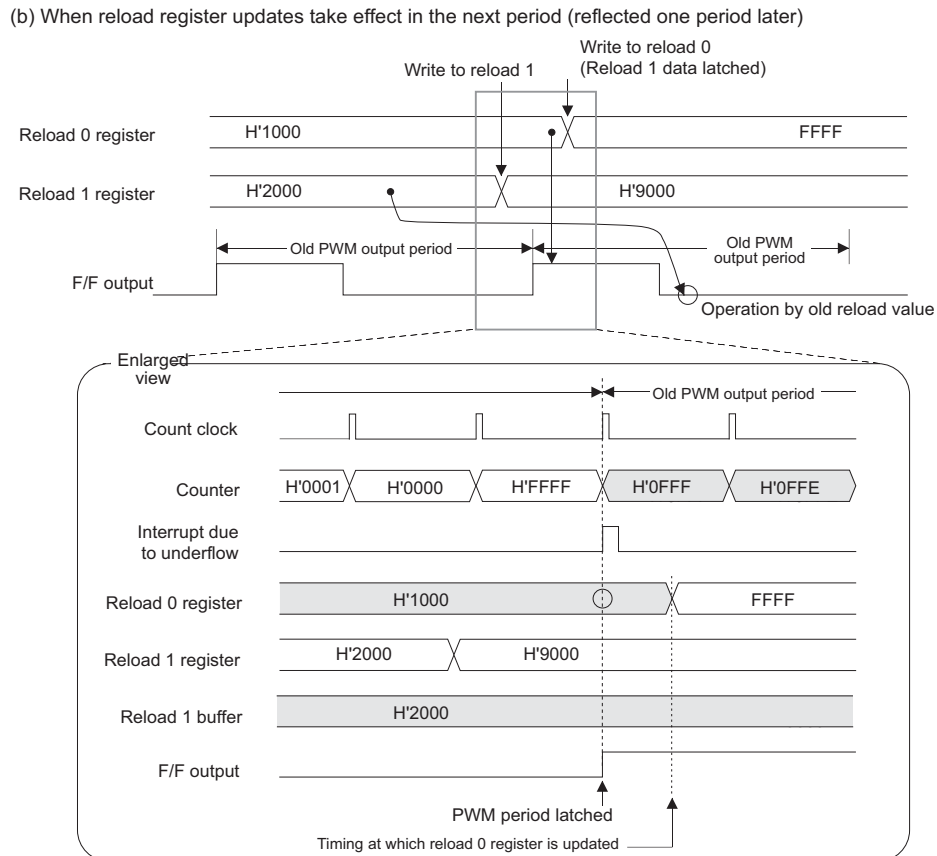 (b) When reload register updates take effect in the next period (reflected one period later)
Write to reload 0
(Reload 1 data latched)
Write to reload 1
Reload 0 register
H'1000
FFFF
Reload 1 register
H'2000
H'9000
Old PWM output period
Old PWM
output period
F/F output
Operation by old reload value
Enlarged
view
Old PWM output period
Count clock
Counter
H'0001
H'0000
H'FFFF
H'0FFF
H'0FFE
Interrupt due
to underflow
Reload 0 register
H'1000
FFFF
Reload 1 register
H'2000
H'9000
Reload 1 buffer
H'2000
F/F output
PWM period latched
Timing at which reload 0 register is updated